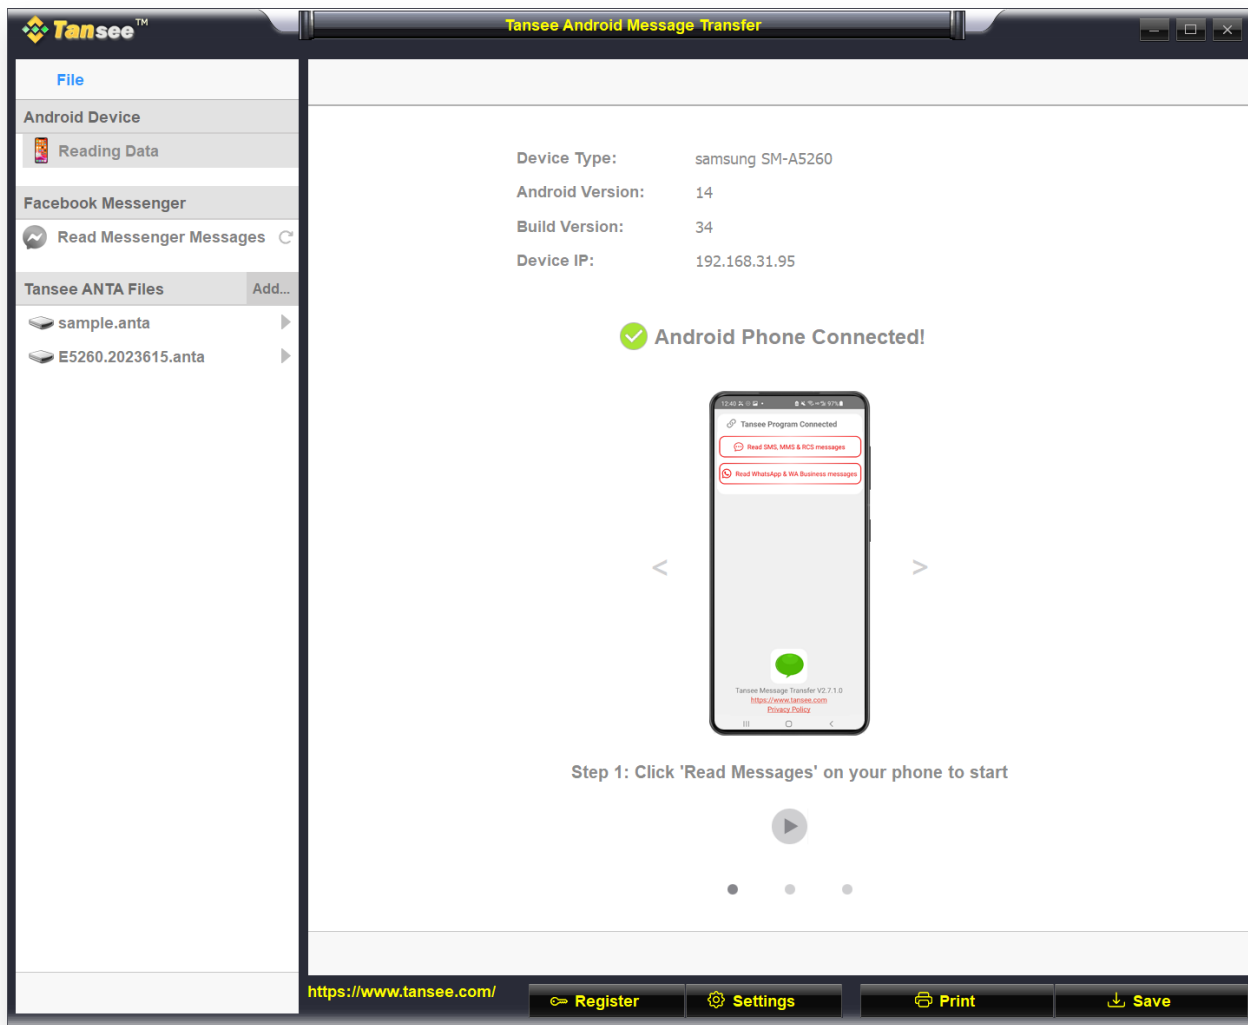 Tansee™
Tansee Android Message Transfer
File
Android Device
Reading Data
Facebook Messenger
Read Messenger Messages
Tansee ANTA Files
Add...
sample.anta
E5260.2023615.anta
Device Type: samsung SM-A5260
Android Version: 14
Build Version: 34
Device IP: 192.168.31.95
Android Phone Connected!
12:40
97%
Tansee Program Connected
Read SMS, MMS & RCS messages
Read WhatsApp & WA Business messages
<
>
Tansee Message Transfer V2.7.1.0
https://www.tansee.com
Privacy Policy
Step 1: Click 'Read Messages' on your phone to start
https://www.tansee.com/
Register
Settings
Print
Save